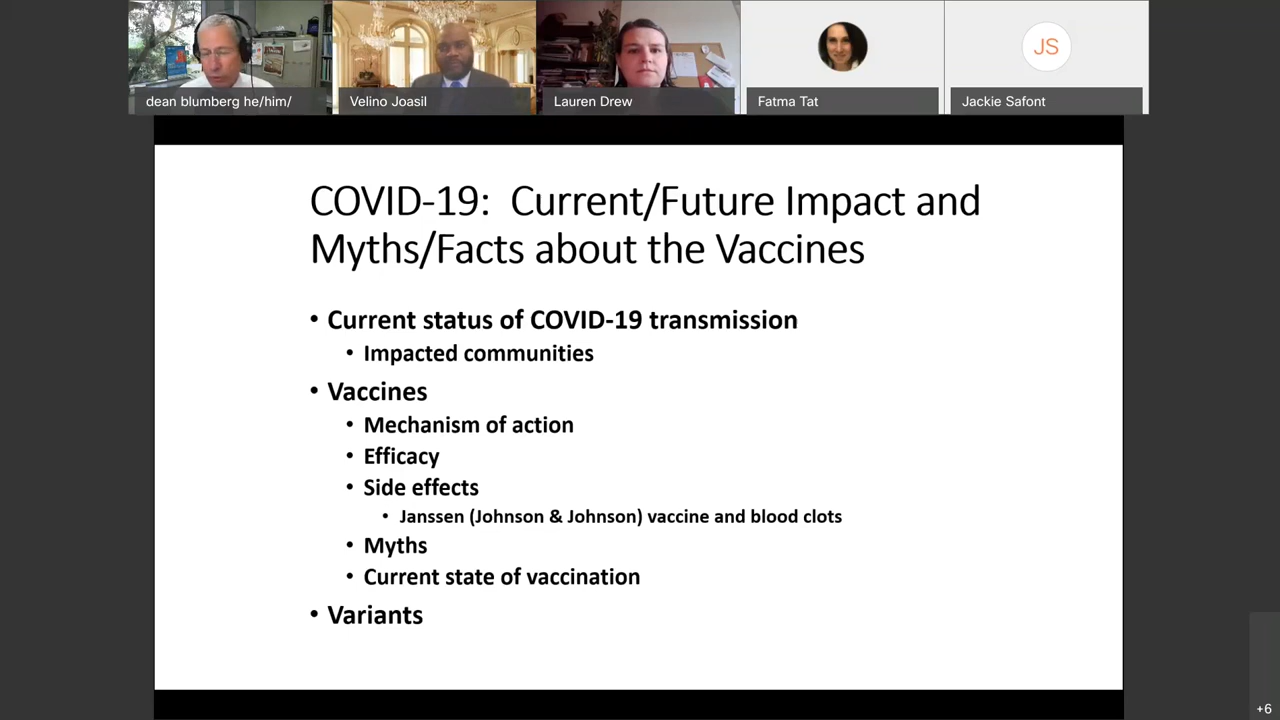 dean blumberg he/him/
Velino Joasil
Lauren Drew
Fatma Tat
JS
Jackie Safont
COVID-19: Current/Future Impact and
Myths/Facts about the Vaccines
• Current status of COVID-19 transmission
• Impacted communities
• Vaccines
• Mechanism of action
• Efficacy
• Side effects
• Janssen (Johnson & Johnson) vaccine and blood clots
• Myths
• Current state of vaccination
• Variants
+6